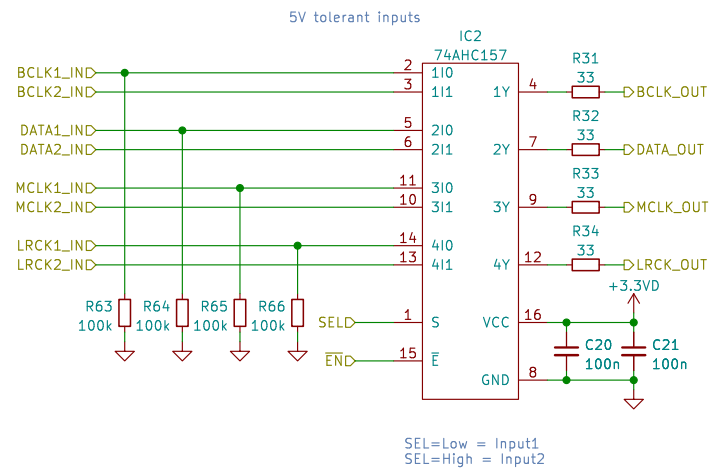 5V tolerant inputs
IC2
74AHC157
BCLK1_IN 2 1I0
BCLK2_IN 3 1I1
1Y 4 R31 33 BCLK_OUT
DATA1_IN 5 2I0
DATA2_IN 6 2I1
2Y 7 R32 33 DATA_OUT
MCLK1_IN 11 3I0
MCLK2_IN 10 3I1
3Y 9 R33 33 MCLK_OUT
LRCK1_IN 14 4I0
LRCK2_IN 13 4I1
4Y 12 R34 33 LRCK_OUT
+3.3VD
R63 R64 R65 R66
100k 100k 100k 100k
SEL 1 S
VCC 16
C20 C21
100n 100n
EN 15 E
GND 8
SEL=Low = Input1
SEL=High = Input2